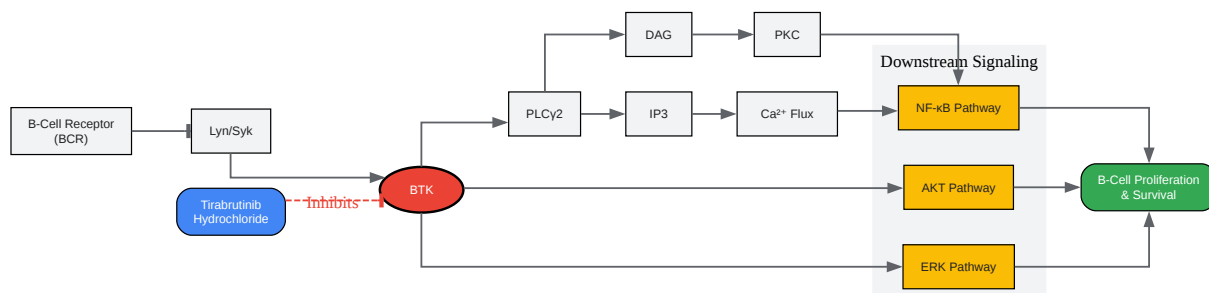 DAG
PKC
Downstream Signaling
B-Cell Receptor
(BCR)
Lyn/Syk
PLCγ2
IP3
Ca²⁺ Flux
NF-κB Pathway
Tirabrutinib
Hydrochloride
Inhibits
BTK
AKT Pathway
B-Cell Proliferation
& Survival
ERK Pathway